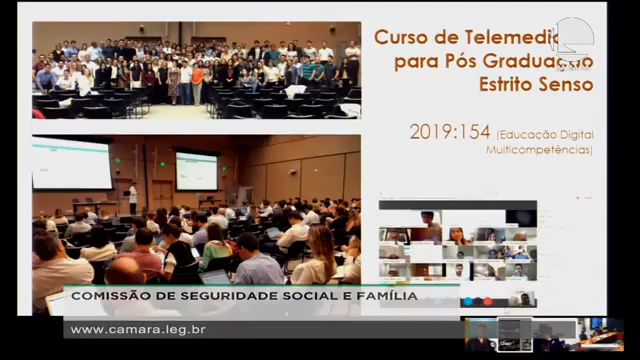 Curso de Telemedi
para Pós Graduação
Estrito Senso
2019:154 (Educação Digital
Multicompetências)
COMISSÃO DE SEGURIDADE SOCIAL E FAMÍLIA
www.camara.leg.br